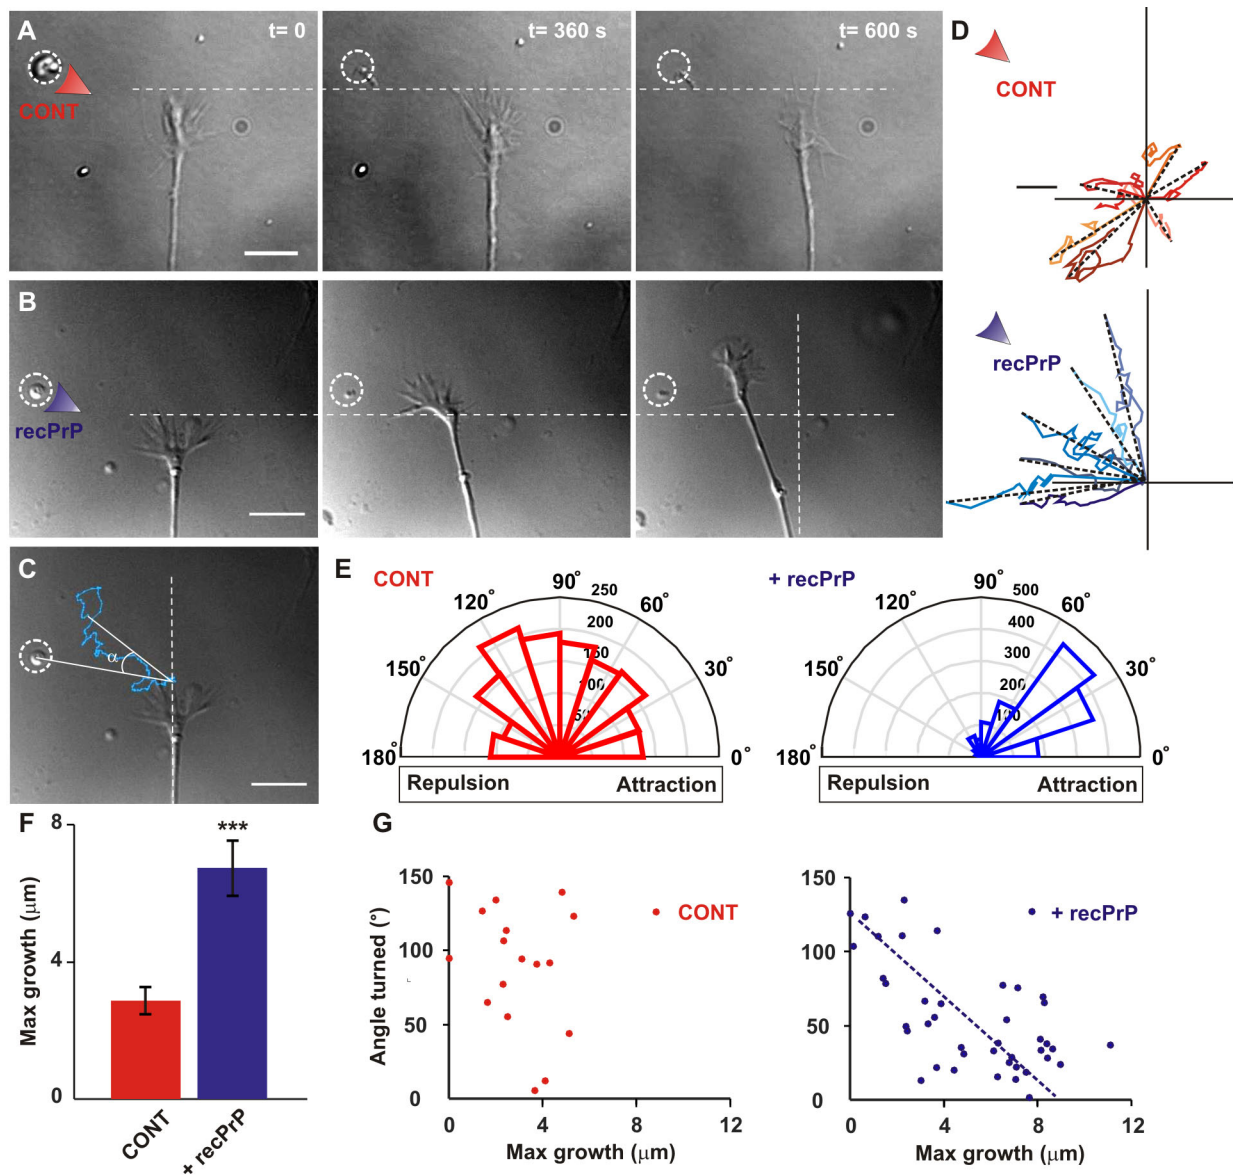 A
t= 0
t= 360 s
t= 600 s
CONT
D
CONT
B
recPrP
recPrP
C
α
E
CONT
90°
120°
60°
150°
30°
180°
0°
250
200
150
100
50
Repulsion Attraction
+ recPrP
90°
120°
60°
150°
30°
180°
0°
500
400
300
200
100
Repulsion Attraction
F
8
4
0
Max growth (μm)
***
CONT
+ recPrP
G
150
100
50
0
Angle turned (°)
CONT
0 4 8 12
Max growth (μm)
150
100
50
0
+ recPrP
0 4 8 12
Max growth (μm)